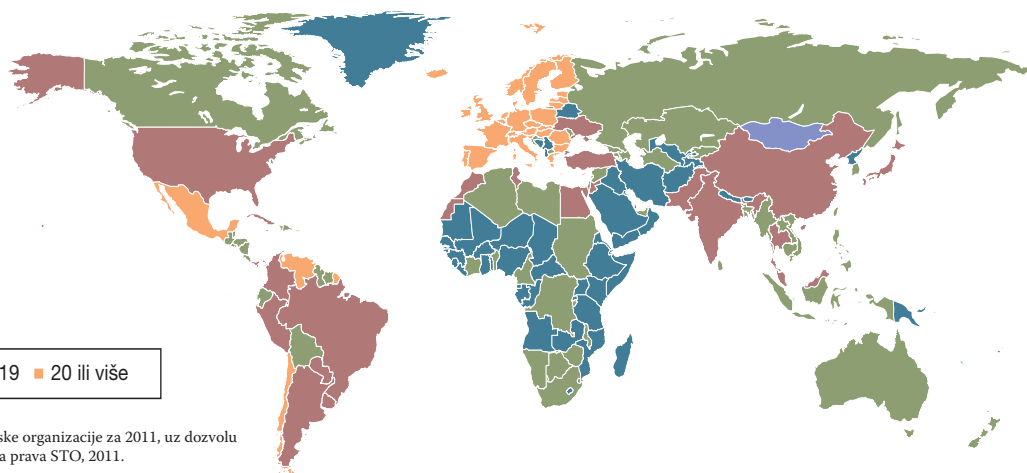 19 20 ili više
ske organizacije za 2011, uz dozvolu
a prava STO, 2011.